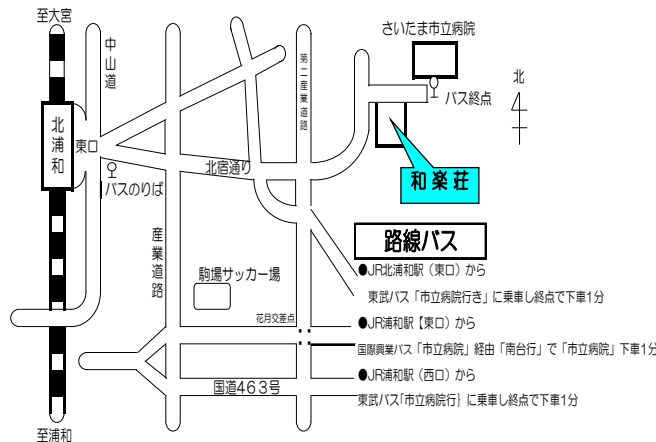 至大宮
中山道
さいたま市立病院
第二産業道路
北
バス終点
北浦和
東口
北宿通り
バスのりば
和楽荘
産業道路
路線バス
駒場サッカー場
●JR北浦和駅（東口）から
東武バス「市立病院行き」に乗車し終点で下車1分
花月交差点
●JR浦和駅【東口）から
国際興業バス「市立病院」経由「南台行」で「市立病院」下車1分
●JR浦和駅（西口）から
国道463号
東武バス「市立病院行｝に乗車し終点で下車1分
至浦和